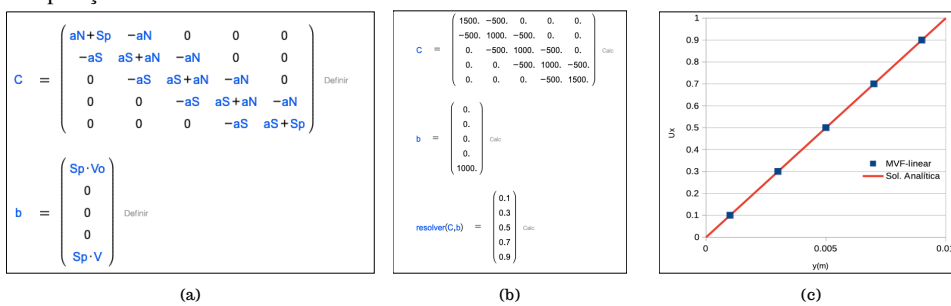 C = aN+Sp -aN 0 0 0
-aS aS+aN -aN 0 0
0 -aS aS+aN -aN 0 Definir
0 0 -aS aS+aN -aN
0 0 0 -aS aS+Sp
b = Sp·Vo
0
0 Definir
0
Sp·V
(a)
C = 1500. -500. 0. 0. 0.
-500. 1000. -500. 0. 0.
0. -500. 1000. -500. 0. Calc
0. 0. -500. 1000. -500.
0. 0. 0. -500. 1500.
b = 0.
0.
0. Calc
0.
1000.
resolver(C,b) = 0.1
0.3
0.5 Calc
0.7
0.9
(b)
1
0.9
0.8
0.7
0.6
0.5
0.4
0.3
0.2
0.1
0
Ux
MVF-linear
Sol. Analítica
0 0.005 0.01
y(m)
(c)